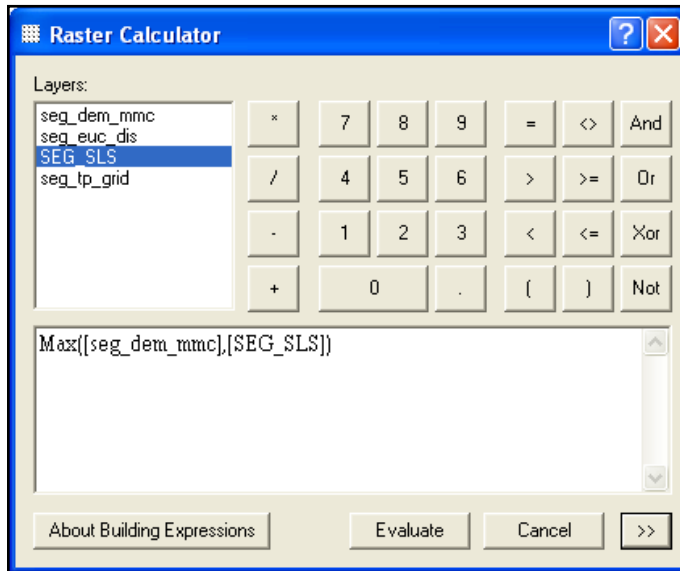 Raster Calculator
?
Layers:
seg_dem_mmc
seg_euc_dis
SEG_SLS
seg_tp_grid
* 7 8 9 = <> And
/ 4 5 6 > >= Or
- 1 2 3 < <= Xor
+ 0 . ( ) Not
Max([seg_dem_mmc],[SEG_SLS])
About Building Expressions Evaluate Cancel >>